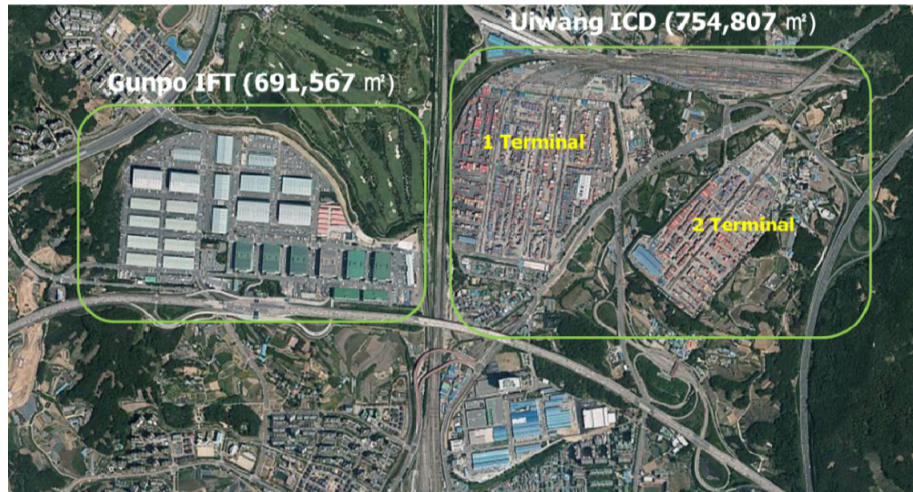 Uiwang ICD (754,807 ㎡)
Gunpo IFT (691,567 ㎡)
1 Terminal
2 Terminal